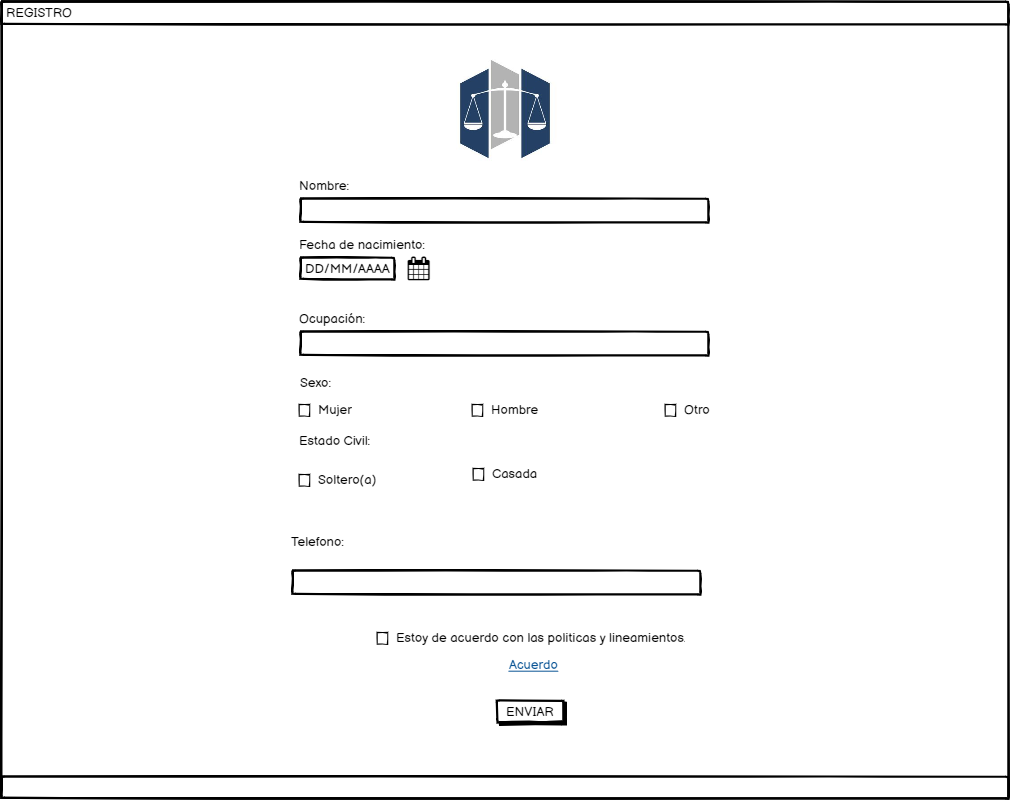 REGISTRO
Nombre:
Fecha de nacimiento:
DD/MM/AAAA
Ocupación:
Sexo:
Mujer Hombre Otro
Estado Civil:
Soltero(a) Casada
Telefono:
Estoy de acuerdo con las politicas y lineamientos.
Acuerdo
ENVIAR